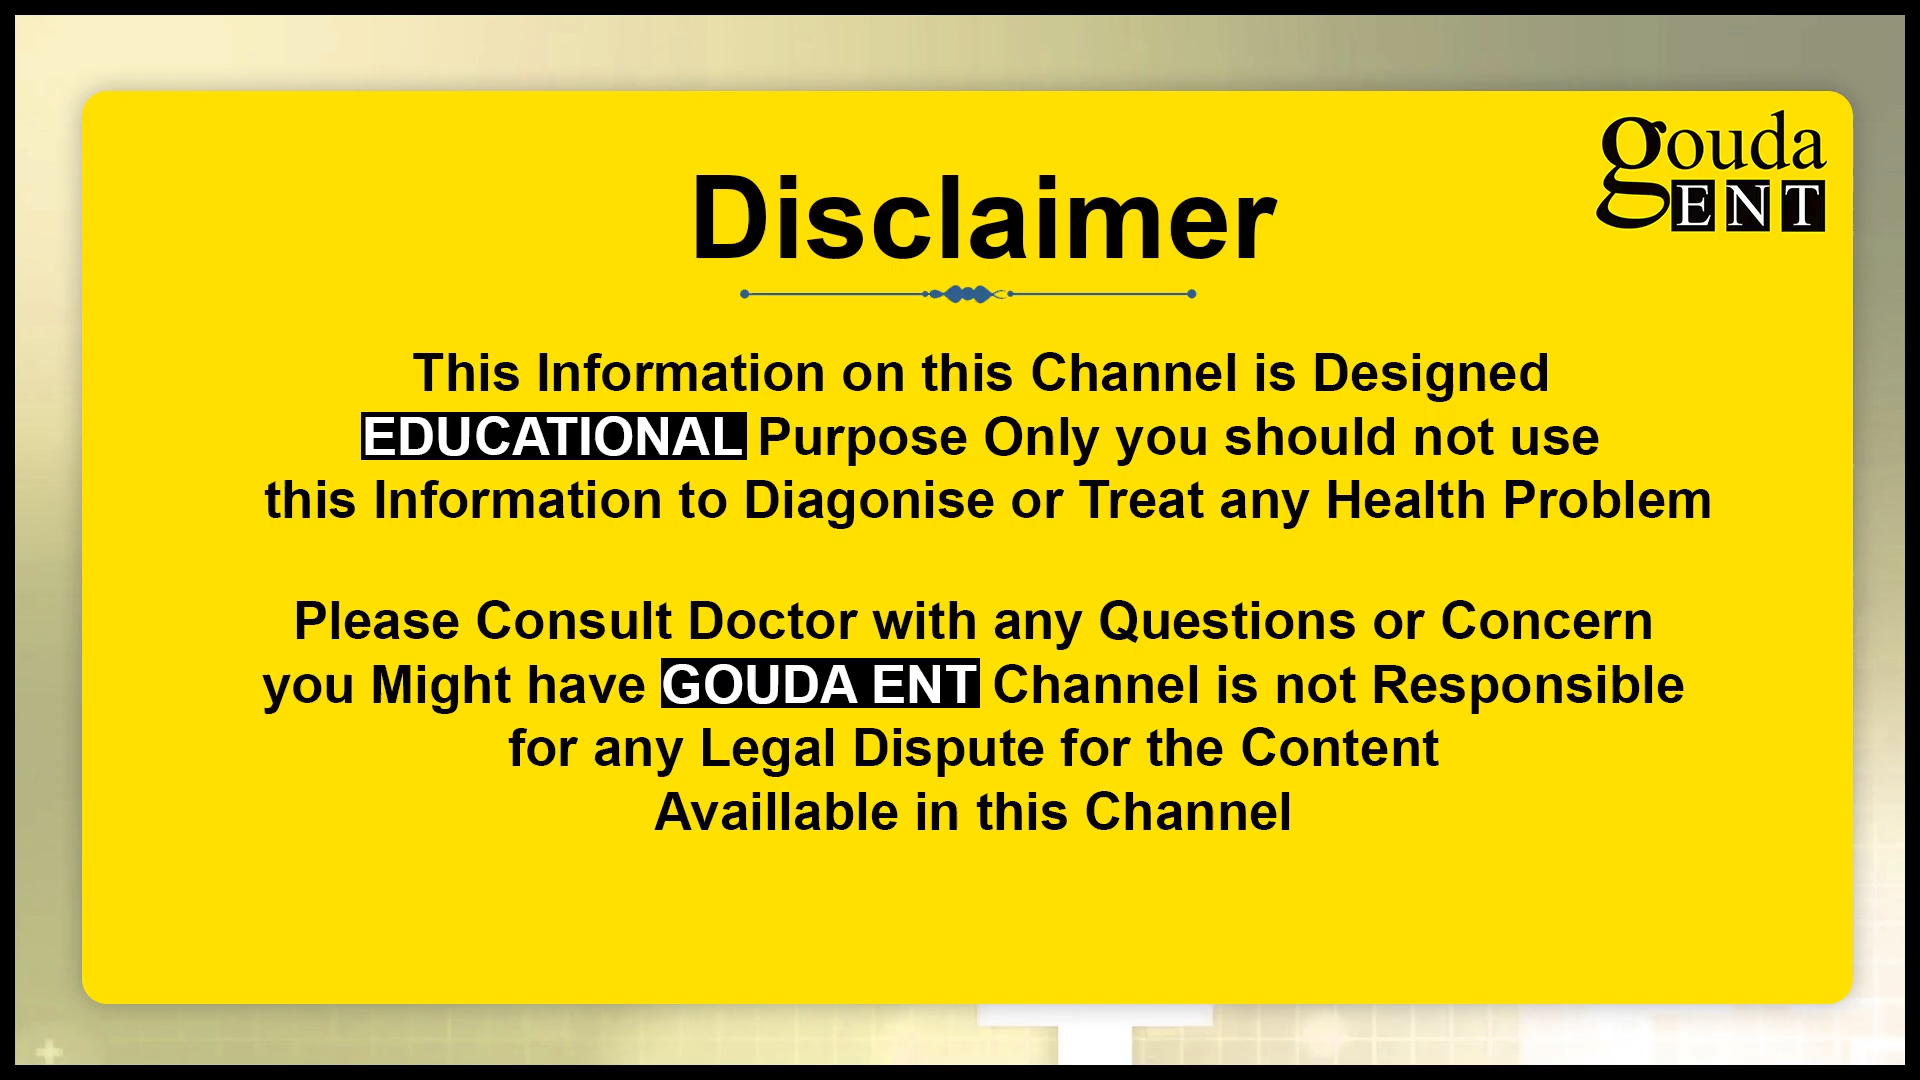 gouda
ENT
Disclaimer
This Information on this Channel is Designed
EDUCATIONAL Purpose Only you should not use
this Information to Diagonise or Treat any Health Problem
Please Consult Doctor with any Questions or Concern
you Might have GOUDA ENT Channel is not Responsible
for any Legal Dispute for the Content
Availlable in this Channel